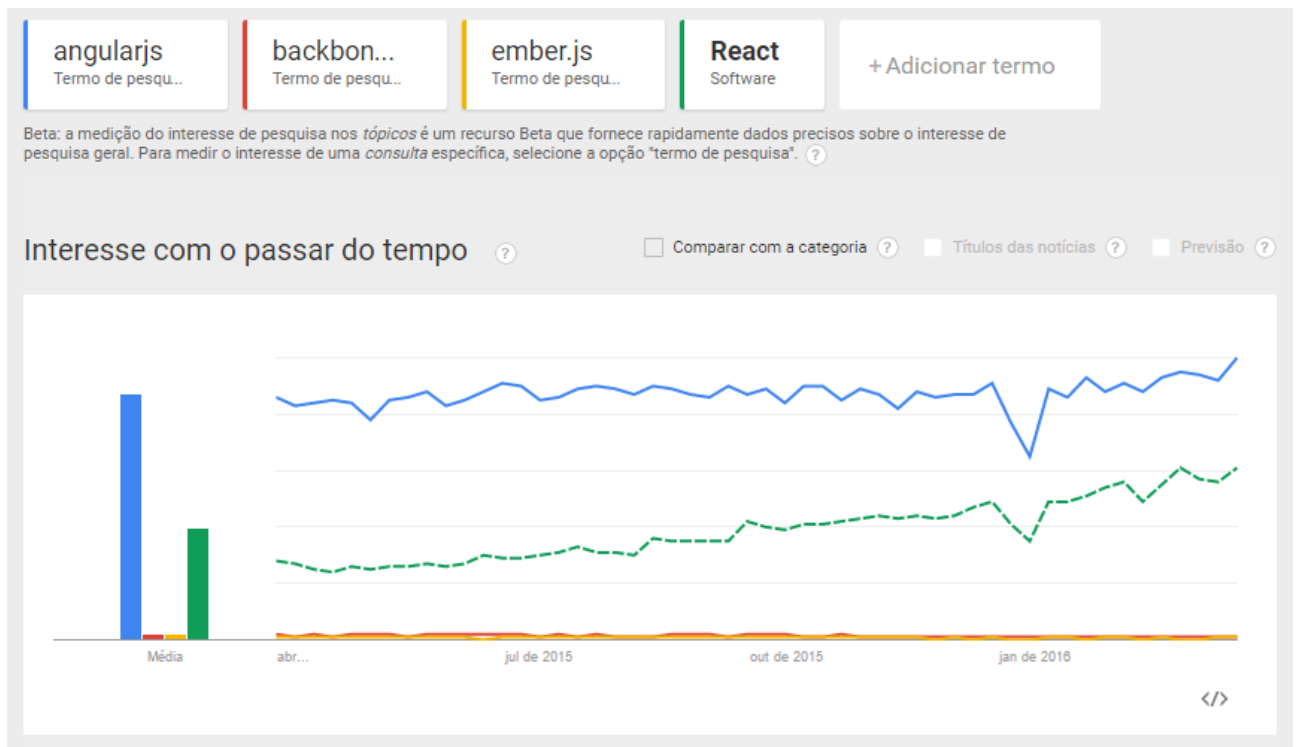 angularjs
Termo de pesqu...
backbon...
Termo de pesqu...
ember.js
Termo de pesqu...
React
Software
+ Adicionar termo
Beta: a medição do interesse de pesquisa nos tópicos é um recurso Beta que fornece rapidamente dados precisos sobre o interesse de
pesquisa geral. Para medir o interesse de uma consulta específica, selecione a opção "termo de pesquisa". ?
Interesse com o passar do tempo ?
Comparar com a categoria ? Títulos das notícias ? Previsão ?
Média abr... jul de 2015 out de 2015 jan de 2016
</>